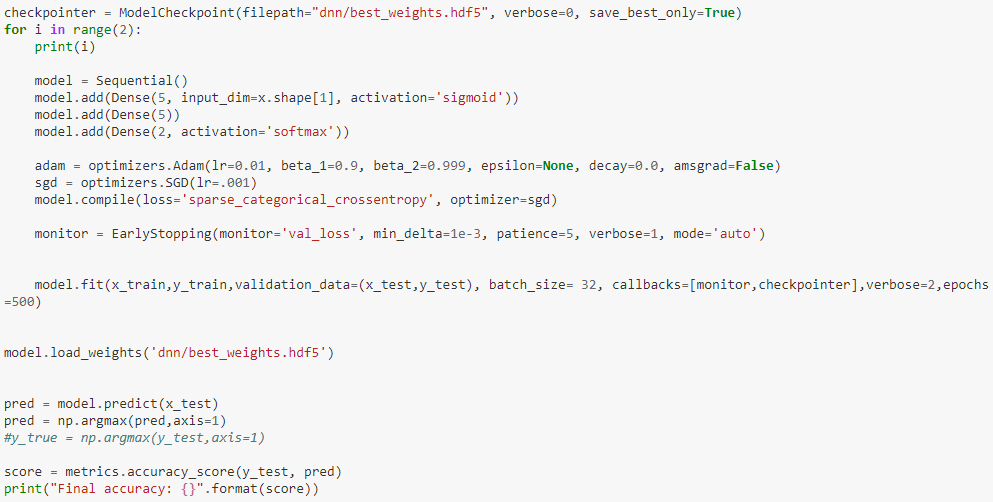 checkpointer = ModelCheckpoint(filepath="dnn/best_weights.hdf5", verbose=0, save_best_only=True)
for i in range(2):
    print(i)

    model = Sequential()
    model.add(Dense(5, input_dim=x.shape[1], activation='sigmoid'))
    model.add(Dense(5))
    model.add(Dense(2, activation='softmax'))

    adam = optimizers.Adam(lr=0.01, beta_1=0.9, beta_2=0.999, epsilon=None, decay=0.0, amsgrad=False)
    sgd = optimizers.SGD(lr=.001)
    model.compile(loss='sparse_categorical_crossentropy', optimizer=sgd)

    monitor = EarlyStopping(monitor='val_loss', min_delta=1e-3, patience=5, verbose=1, mode='auto')


    model.fit(x_train,y_train,validation_data=(x_test,y_test), batch_size= 32, callbacks=[monitor,checkpointer],verbose=2,epochs
=500)


model.load_weights('dnn/best_weights.hdf5')


pred = model.predict(x_test)
pred = np.argmax(pred,axis=1)
#y_true = np.argmax(y_test,axis=1)

score = metrics.accuracy_score(y_test, pred)
print("Final accuracy: {}".format(score))